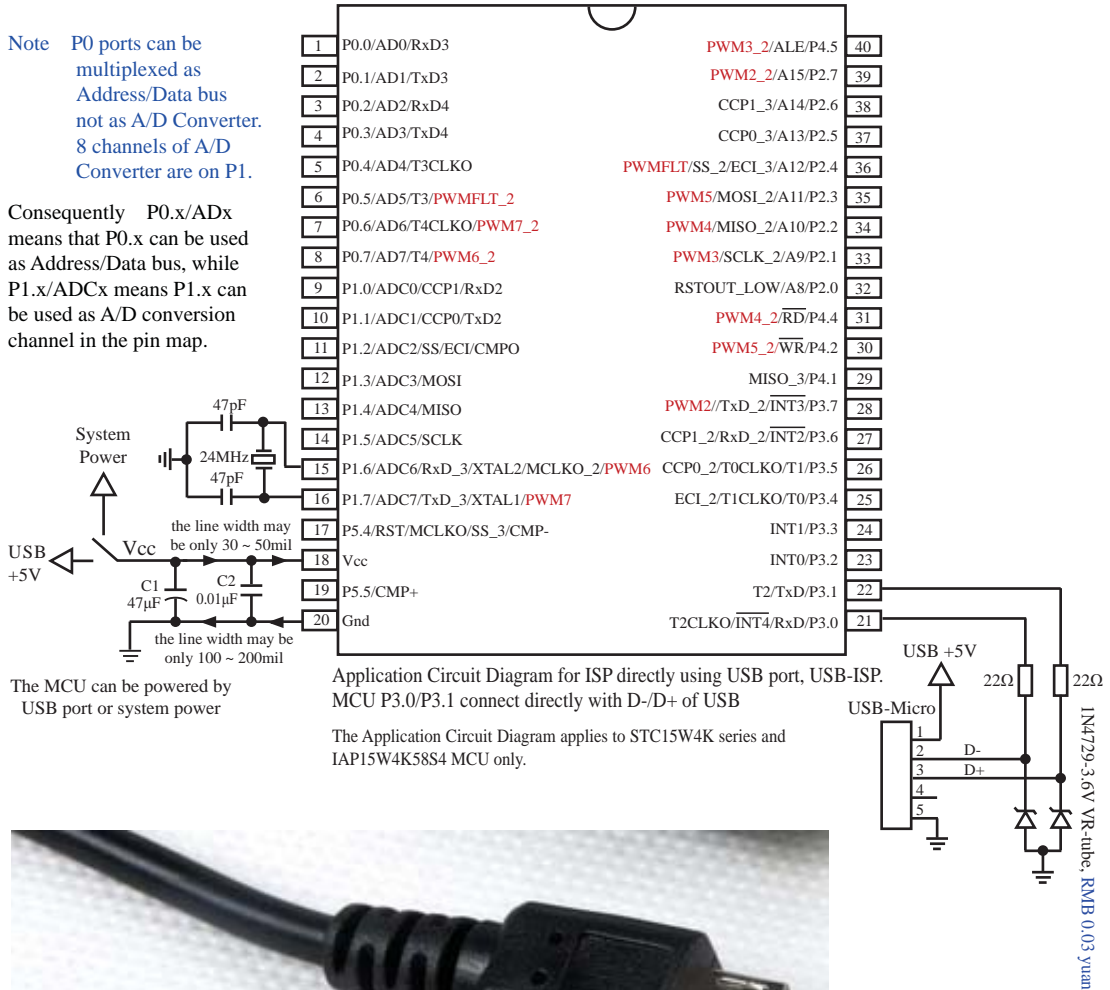 Note P0 ports can be
multiplexed as
Address/Data bus
not as A/D Converter.
8 channels of A/D
Converter are on P1.
Consequently P0.x/ADx
means that P0.x can be used
as Address/Data bus, while
P1.x/ADCx means P1.x can
be used as A/D conversion
channel in the pin map.
1 P0.0/AD0/RxD3
2 P0.1/AD1/TxD3
3 P0.2/AD2/RxD4
4 P0.3/AD3/TxD4
5 P0.4/AD4/T3CLKO
6 P0.5/AD5/T3/PWMFLT_2
7 P0.6/AD6/T4CLKO/PWM7_2
8 P0.7/AD7/T4/PWM6_2
9 P1.0/ADC0/CCP1/RxD2
10 P1.1/ADC1/CCP0/TxD2
11 P1.2/ADC2/SS/ECI/CMPO
12 P1.3/ADC3/MOSI
13 P1.4/ADC4/MISO
14 P1.5/ADC5/SCLK
15 P1.6/ADC6/RxD_3/XTAL2/MCLKO_2/PWM6
16 P1.7/ADC7/TxD_3/XTAL1/PWM7
17 P5.4/RST/MCLKO/SS_3/CMP-
18 Vcc
19 P5.5/CMP+
20 Gnd
PWM3_2/ALE/P4.5 40
PWM2_2/A15/P2.7 39
CCP1_3/A14/P2.6 38
CCP0_3/A13/P2.5 37
PWMFLT/SS_2/ECI_3/A12/P2.4 36
PWM5/MOSI_2/A11/P2.3 35
PWM4/MISO_2/A10/P2.2 34
PWM3/SCLK_2/A9/P2.1 33
RSTOUT_LOW/A8/P2.0 32
PWM4_2/RD/P4.4 31
PWM5_2/WR/P4.2 30
MISO_3/P4.1 29
PWM2//TxD_2/INT3/P3.7 28
CCP1_2/RxD_2/INT2/P3.6 27
CCP0_2/T0CLKO/T1/P3.5 26
ECI_2/T1CLKO/T0/P3.4 25
INT1/P3.3 24
INT0/P3.2 23
T2/TxD/P3.1 22
T2CLKO/INT4/RxD/P3.0 21
47pF
24MHz
47pF
System
Power
USB
+5V
Vcc
the line width may
be only 30 ~ 50mil
C1
47µF
C2
0.01µF
the line width may be
only 100 ~ 200mil
The MCU can be powered by
USB port or system power
Application Circuit Diagram for ISP directly using USB port, USB-ISP.
MCU P3.0/P3.1 connect directly with D-/D+ of USB
The Application Circuit Diagram applies to STC15W4K series and
IAP15W4K58S4 MCU only.
USB +5V
22Ω
22Ω
USB-Micro
1
2 D-
3 D+
4
5
1N4729-3.6V VR-tube, RMB 0.03 yuan